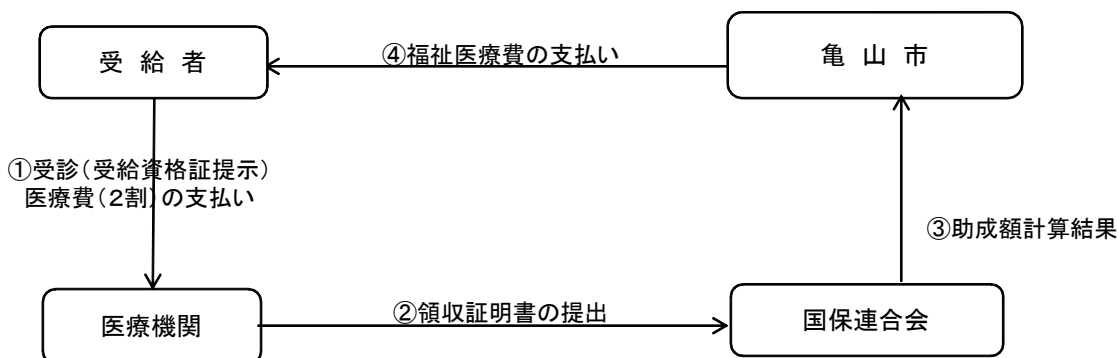 受給者
④福祉医療費の支払い
亀山市
①受診(受給資格証提示)
医療費(2割)の支払い
③助成額計算結果
医療機関
②領収証明書の提出
国保連合会